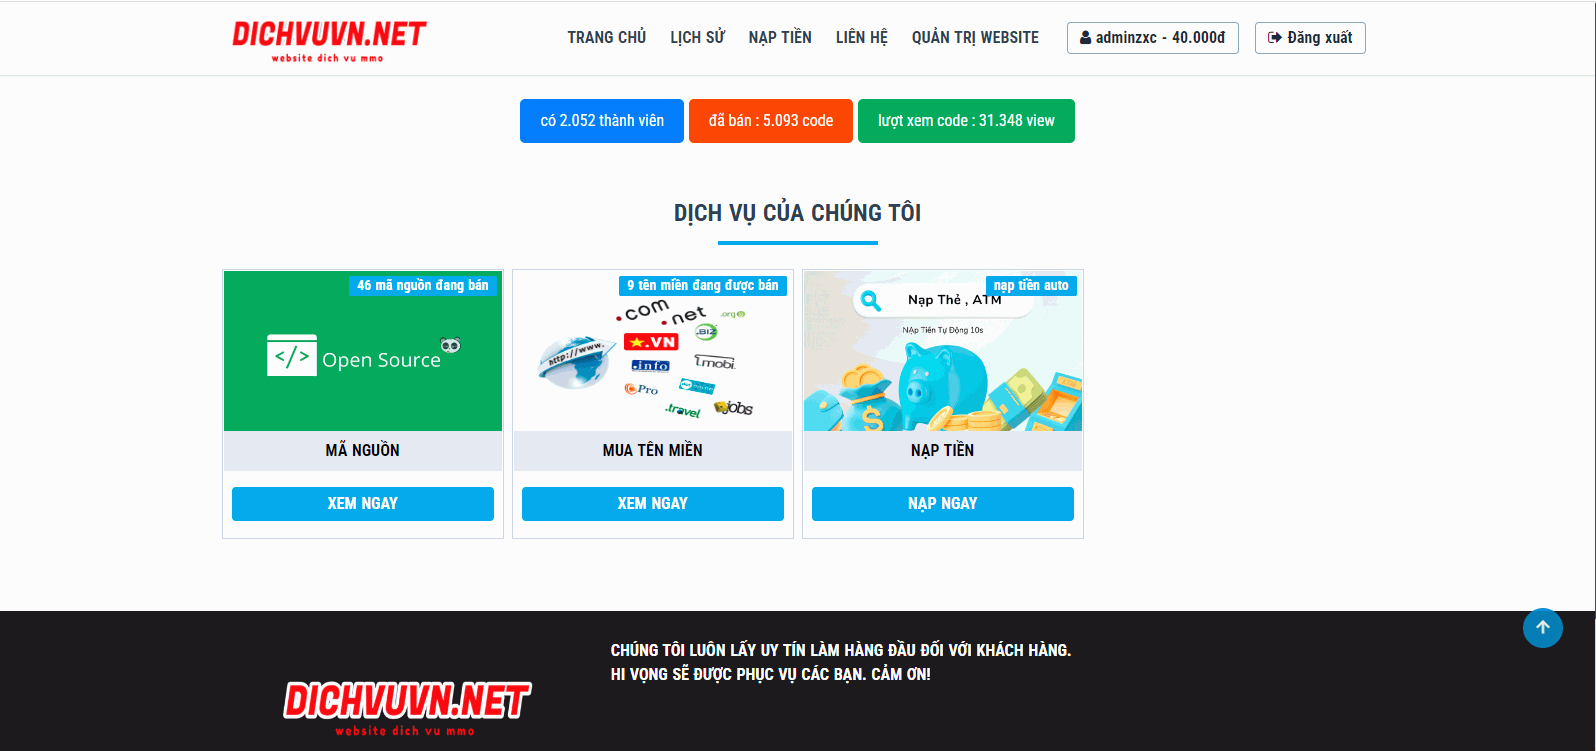 DICHVUVN.NET
website dich vu mmo
TRANG CHỦ LỊCH SỬ NẠP TIỀN LIÊN HỆ QUẢN TRỊ WEBSITE adminzxc - 40.000đ Đăng xuất
có 2.052 thành viên đã bán : 5.093 code lượt xem code : 31.348 view
DỊCH VỤ CỦA CHÚNG TÔI
46 mã nguồn đang bán
</> Open Source
MÃ NGUỒN
XEM NGAY
9 tên miền đang được bán
.com
.net
.org
.BIZ
.VN
http://www.
.info
.mobi
Pro
.travel
jobs
MUA TÊN MIỀN
XEM NGAY
nạp tiền auto
Nạp Thẻ , ATM
NẠp Tiền Tự Động 10s
NẠP TIỀN
NẠP NGAY
CHÚNG TÔI LUÔN LẤY UY TÍN LÀM HÀNG ĐẦU ĐỐI VỚI KHÁCH HÀNG.
HI VỌNG SẼ ĐƯỢC PHỤC VỤ CÁC BẠN. CẢM ƠN!
DICHVUVN.NET
website dich vu mmo